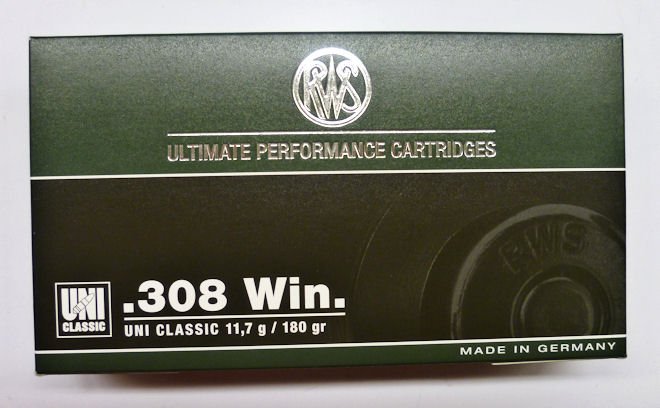 RWS
ULTIMATE PERFORMANCE CARTRIDGES
RWS
UNI
CLASSIC
.308 Win.
UNI CLASSIC 11,7 g / 180 gr
MADE IN GERMANY